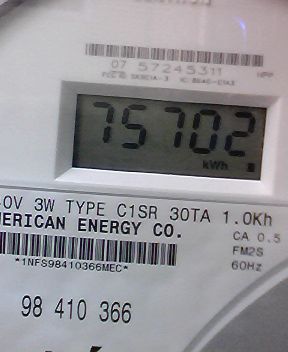 07 57245311
75702
kWh
0V 3W TYPE C1SR 30TA 1.0Kh
MERICAN ENERGY CO.
CA 0.5
FM2S
*1NFS98410366MEC*
60Hz
98 410 366